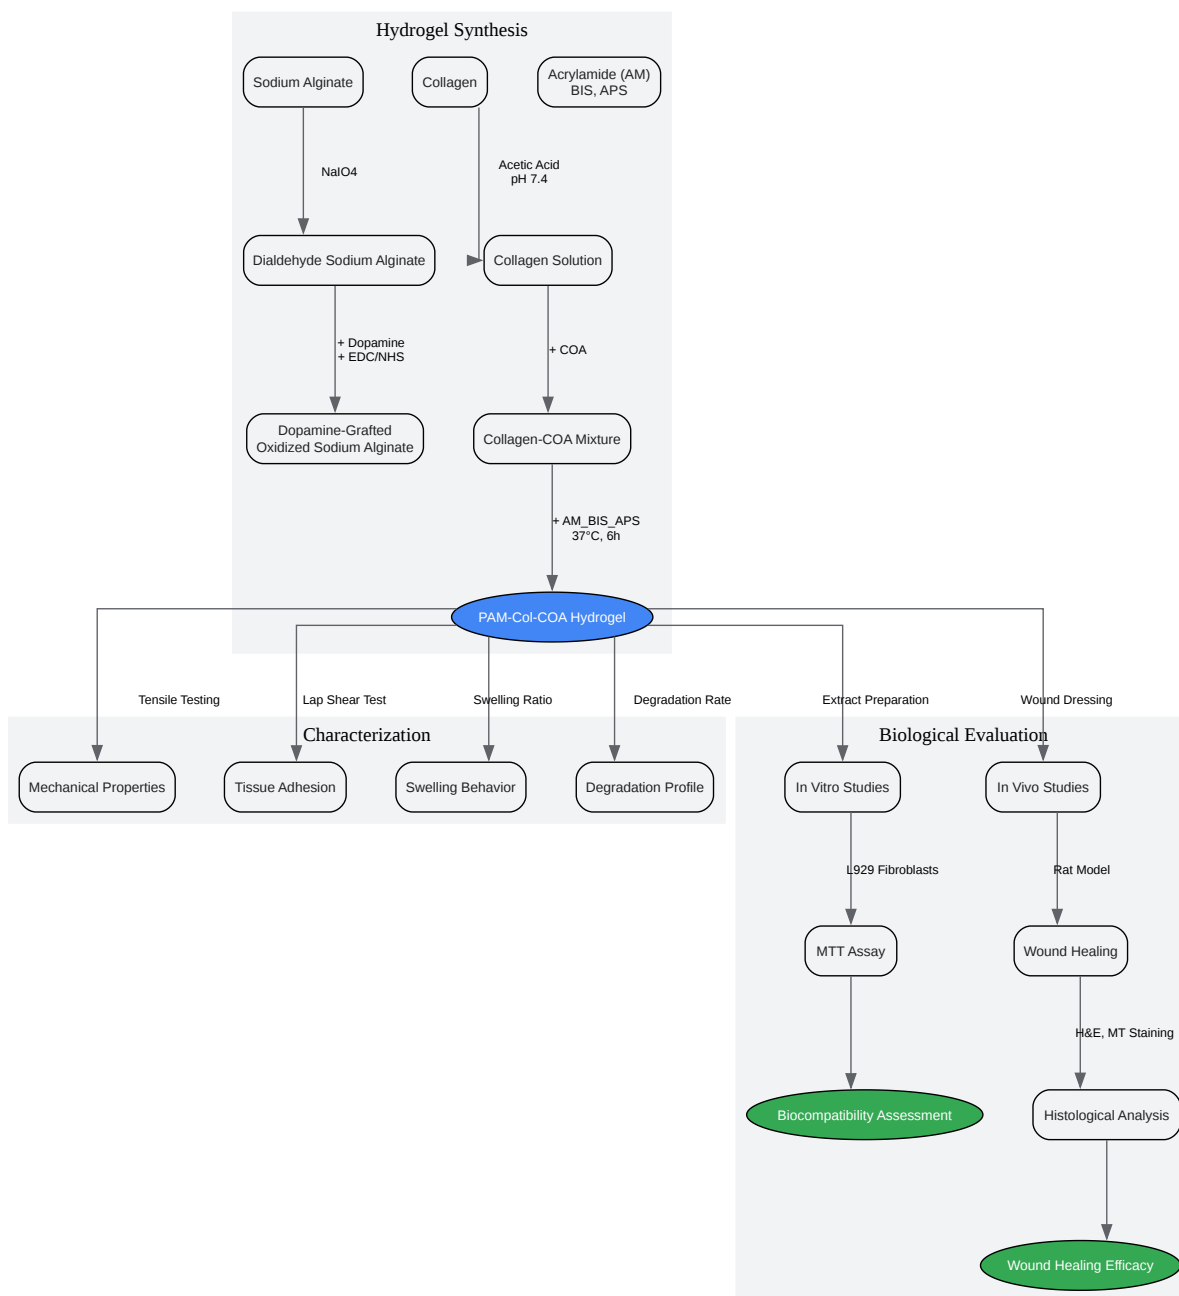 Hydrogel Synthesis
Sodium Alginate
Collagen
Acrylamide (AM)
BIS, APS
NaIO4
Acetic Acid
pH 7.4
Dialdehyde Sodium Alginate
Collagen Solution
+ Dopamine
+ EDC/NHS
+ COA
Dopamine-Grafted
Oxidized Sodium Alginate
Collagen-COA Mixture
+ AM_BIS_APS
37°C, 6h
PAM-Col-COA Hydrogel
Tensile Testing
Lap Shear Test
Swelling Ratio
Degradation Rate
Extract Preparation
Wound Dressing
Characterization
Biological Evaluation
Mechanical Properties
Tissue Adhesion
Swelling Behavior
Degradation Profile
In Vitro Studies
In Vivo Studies
L929 Fibroblasts
Rat Model
MTT Assay
Wound Healing
H&E, MT Staining
Biocompatibility Assessment
Histological Analysis
Wound Healing Efficacy